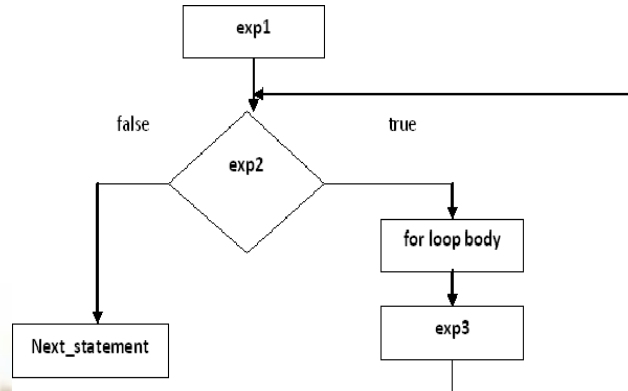 exp1
false
true
exp2
for loop body
exp3
Next_statement